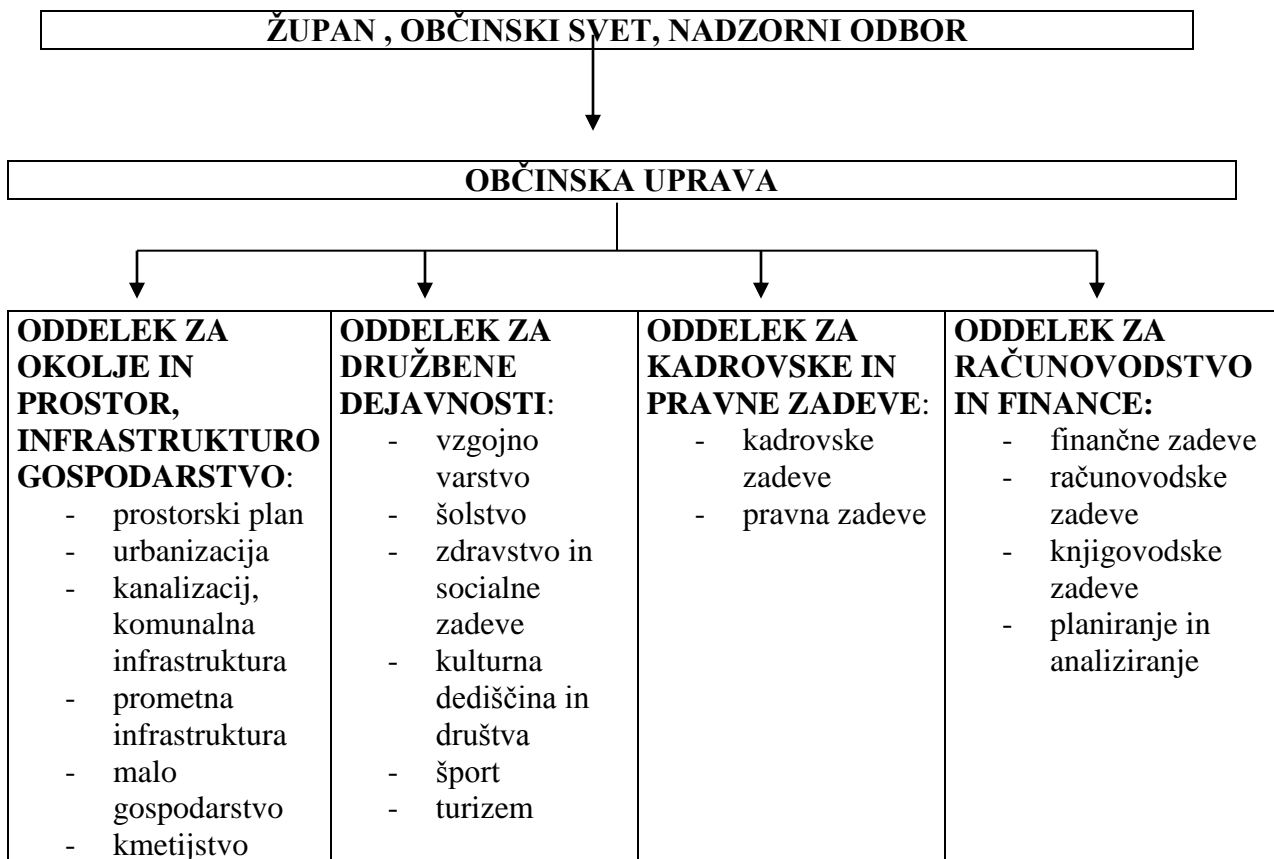 ŽUPAN , OBČINSKI SVET, NADZORNI ODBOR
OBČINSKA UPRAVA
ODDELEK ZA
OKOLJE IN
PROSTOR,
INFRASTRUKTURO
GOSPODARSTVO:
- prostorski plan
- urbanizacija
- kanalizacij,
komunalna
infrastruktura
- prometna
infrastruktura
- malo
gospodarstvo
- kmetijstvo
ODDELEK ZA
DRUŽBENE
DEJAVNOSTI:
- vzgojno
varstvo
- šolstvo
- zdravstvo in
socialne
zadeve
- kulturna
dediščina in
društva
- šport
- turizem
ODDELEK ZA
KADROVSKE IN
PRAVNE ZADEVE:
- kadrovske
zadeve
- pravna zadeve
ODDELEK ZA
RAČUNOVODSTVO
IN FINANCE:
- finančne zadeve
- računovodske
zadeve
- knjigovodske
zadeve
- planiranje in
analiziranje